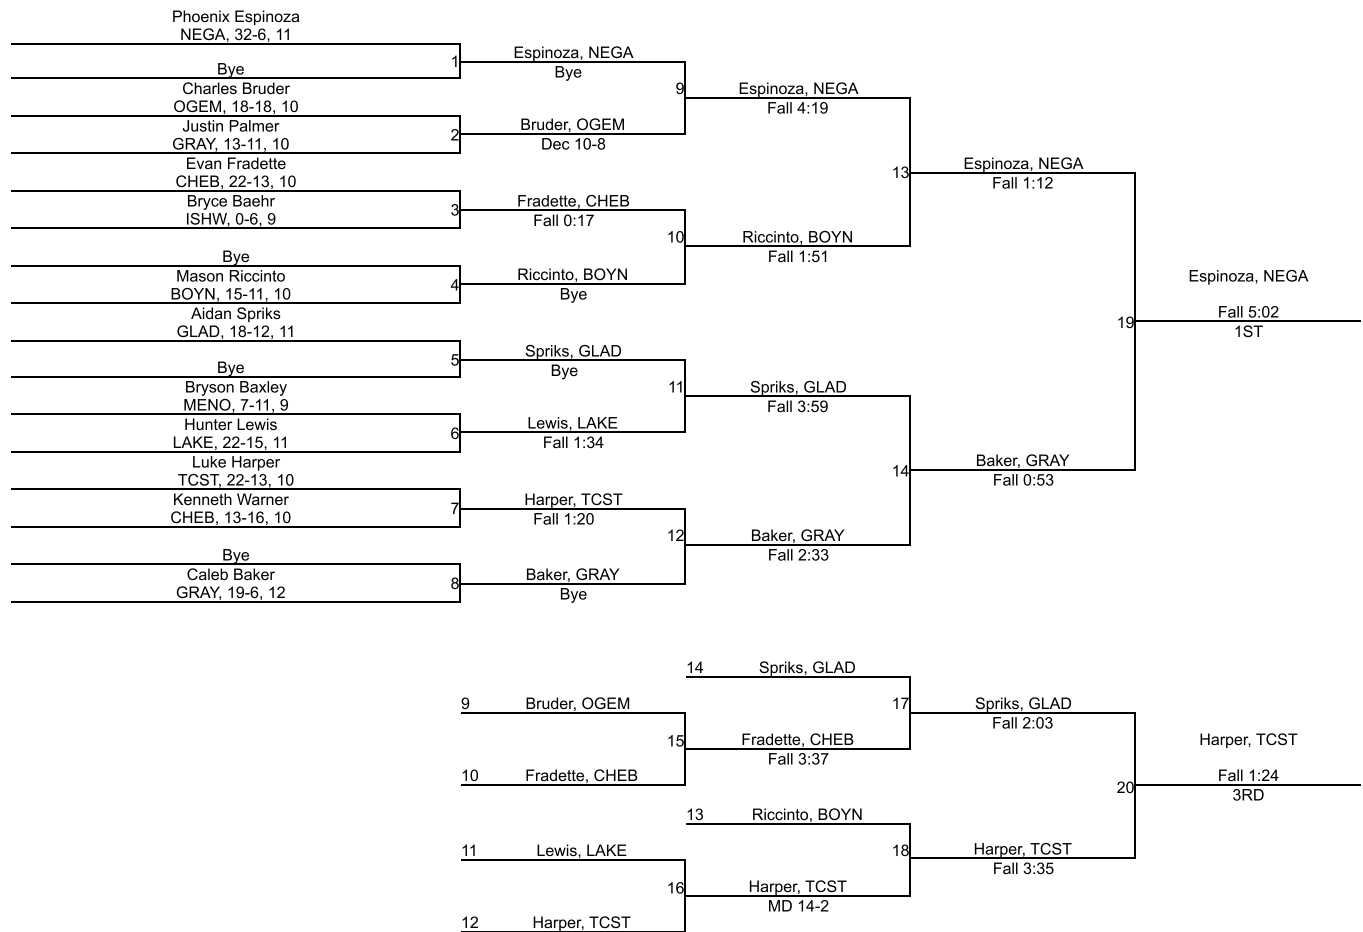 Phoenix Espinoza
NEGA, 32-6, 11
1
Bye
Charles Bruder
OGEM, 18-18, 10
2
Justin Palmer
GRAY, 13-11, 10
Evan Fradette
CHEB, 22-13, 10
3
Bryce Baehr
ISHW, 0-6, 9
Bye
4
Mason Riccinto
BOYN, 15-11, 10
Aidan Spriks
GLAD, 18-12, 11
5
Bye
Bryson Baxley
MENO, 7-11, 9
6
Hunter Lewis
LAKE, 22-15, 11
Luke Harper
TCST, 22-13, 10
7
Kenneth Warner
CHEB, 13-16, 10
Bye
8
Caleb Baker
GRAY, 19-6, 12
Espinoza, NEGA
Bye
9
Bruder, OGEM
Dec 10-8
Fradette, CHEB
Fall 0:17
10
Riccinto, BOYN
Bye
Spriks, GLAD
Bye
11
Lewis, LAKE
Fall 1:34
Harper, TCST
Fall 1:20
12
Baker, GRAY
Bye
Espinoza, NEGA
Fall 4:19
13
Riccinto, BOYN
Fall 1:51
Spriks, GLAD
Fall 3:59
14
Baker, GRAY
Fall 2:33
Espinoza, NEGA
Fall 1:12
19
Baker, GRAY
Fall 0:53
Espinoza, NEGA
Fall 5:02
1ST
9 Bruder, OGEM
15
10 Fradette, CHEB
11 Lewis, LAKE
16
12 Harper, TCST
14 Spriks, GLAD
17
Fradette, CHEB
Fall 3:37
13 Riccinto, BOYN
18
Harper, TCST
MD 14-2
Spriks, GLAD
Fall 2:03
20
Harper, TCST
Fall 3:35
Harper, TCST
Fall 1:24
3RD